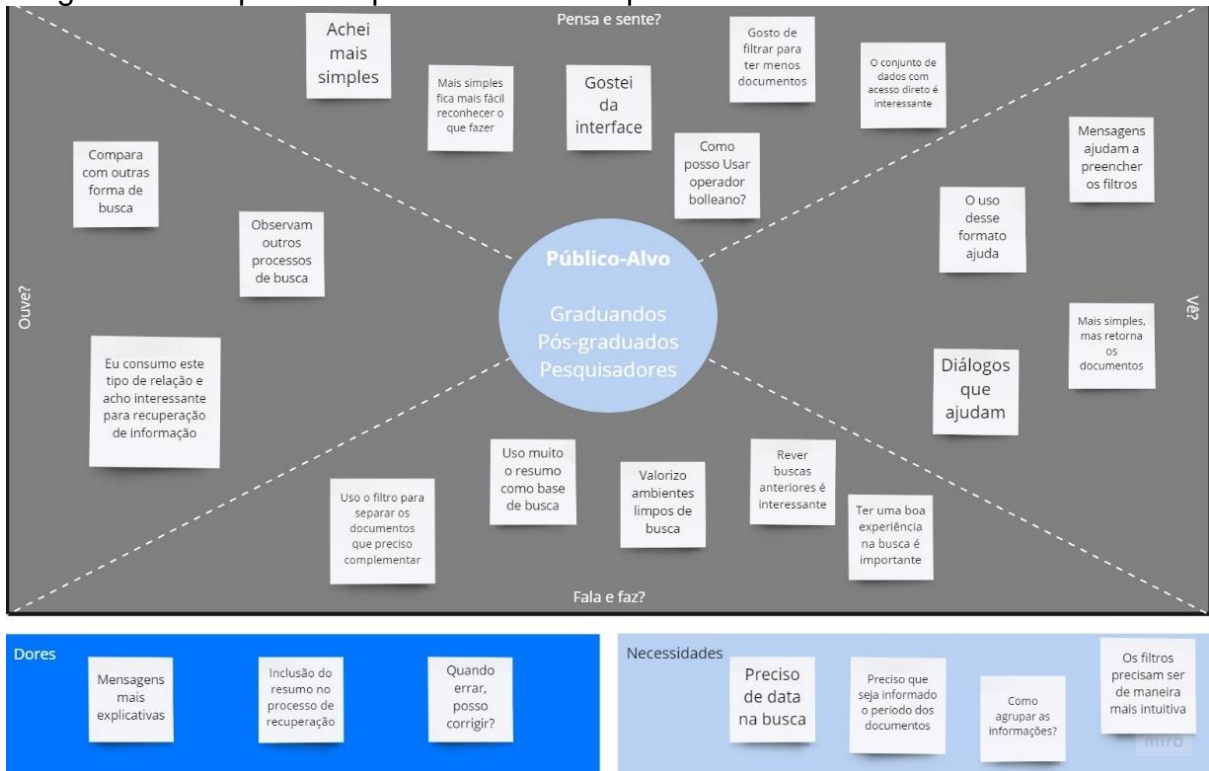 Pensa e sente?
Achei
mais
simples
Mais simples
fica mais fácil
reconhecer o
que fazer
Gostei
da
interface
Gosto de
filtrar para
ter menos
documentos
O conjunto de
dados com
acesso direto é
interessante
Como
posso Usar
operador
bolleano?
Ouve?
Compara
com outras
forma de
busca
Observam
outros
processos
de busca
Eu consumo este
tipo de relação e
acho interessante
para recuperação
de informação
Público-Alvo
Graduandos
Pós-graduados
Pesquisadores
Vê?
Mensagens
ajudam a
preencher
os filtros
O uso
desse
formato
ajuda
Mais simples,
mas retorna
os
documentos
Diálogos
que
ajudam
Uso o filtro para
separar os
documentos
que preciso
complementar
Uso muito
o resumo
como base
de busca
Valorizo
ambientes
limpos de
busca
Rever
buscas
anteriores é
interessante
Ter uma boa
experiência
na busca é
importante
Fala e faz?
Dores
Mensagens
mais
explicativas
Inclusão do
resumo no
processo de
recuperação
Quando
errar,
posso
corrigir?
Necessidades
Preciso
de data
na busca
Preciso que
seja informado
o período dos
documentos
Como
agrupar as
informações?
Os filtros
precisam ser
de maneira
mais intuitiva
miro